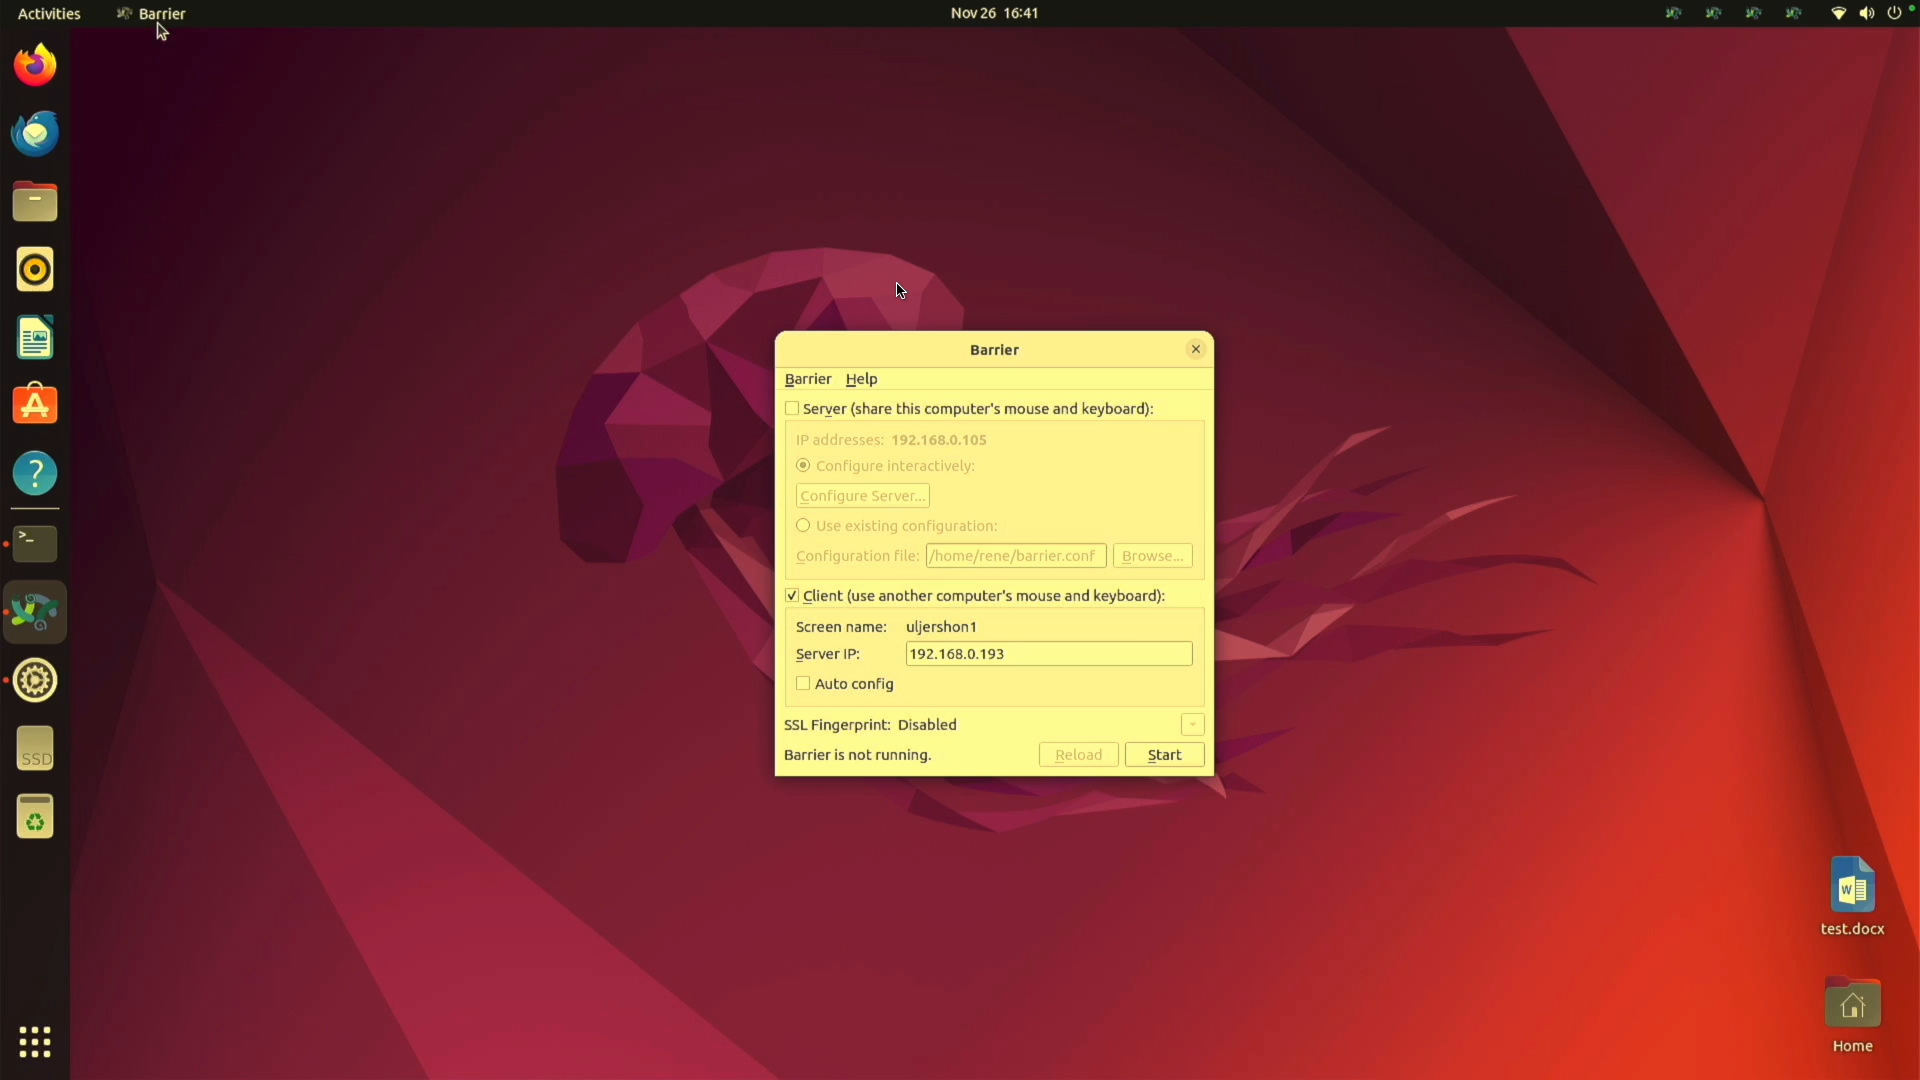 Activities
Barrier
Nov 26 16:41
Barrier
Barrier Help
Server (share this computer's mouse and keyboard):
IP addresses: 192.168.0.105
Configure interactively:
Configure Server...
Use existing configuration:
Configuration file: /home/rene/barrier.conf Browse...
Client (use another computer's mouse and keyboard):
Screen name: uljershon1
Server IP: 192.168.0.193
Auto config
SSL Fingerprint: Disabled
Barrier is not running. Reload Start
SSD
W
test.docx
Home